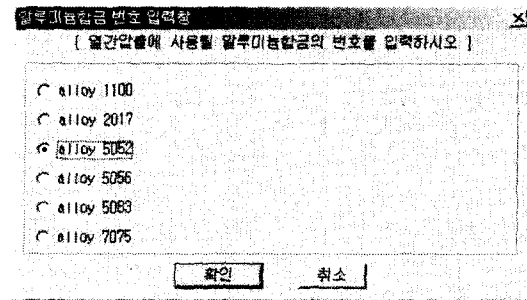 알루미늄합금 번호 입력창
[ 열간압출에 사용될 알루미늄합금의 번호를 입력하시오 ]
alloy 1100
alloy 2017
alloy 5052
alloy 5056
alloy 5083
alloy 7075
확인
취소